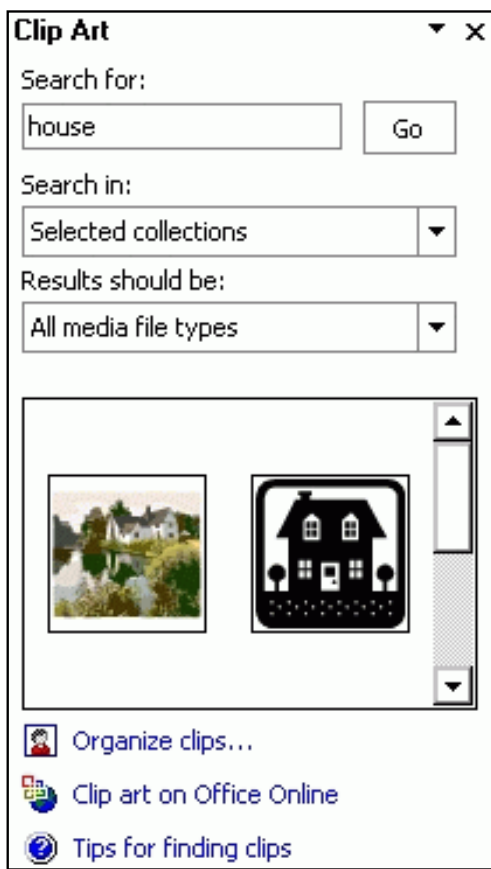 Clip Art
Search for:
house
Go
Search in:
Selected collections
Results should be:
All media file types
Organize clips...
Clip art on Office Online
Tips for finding clips